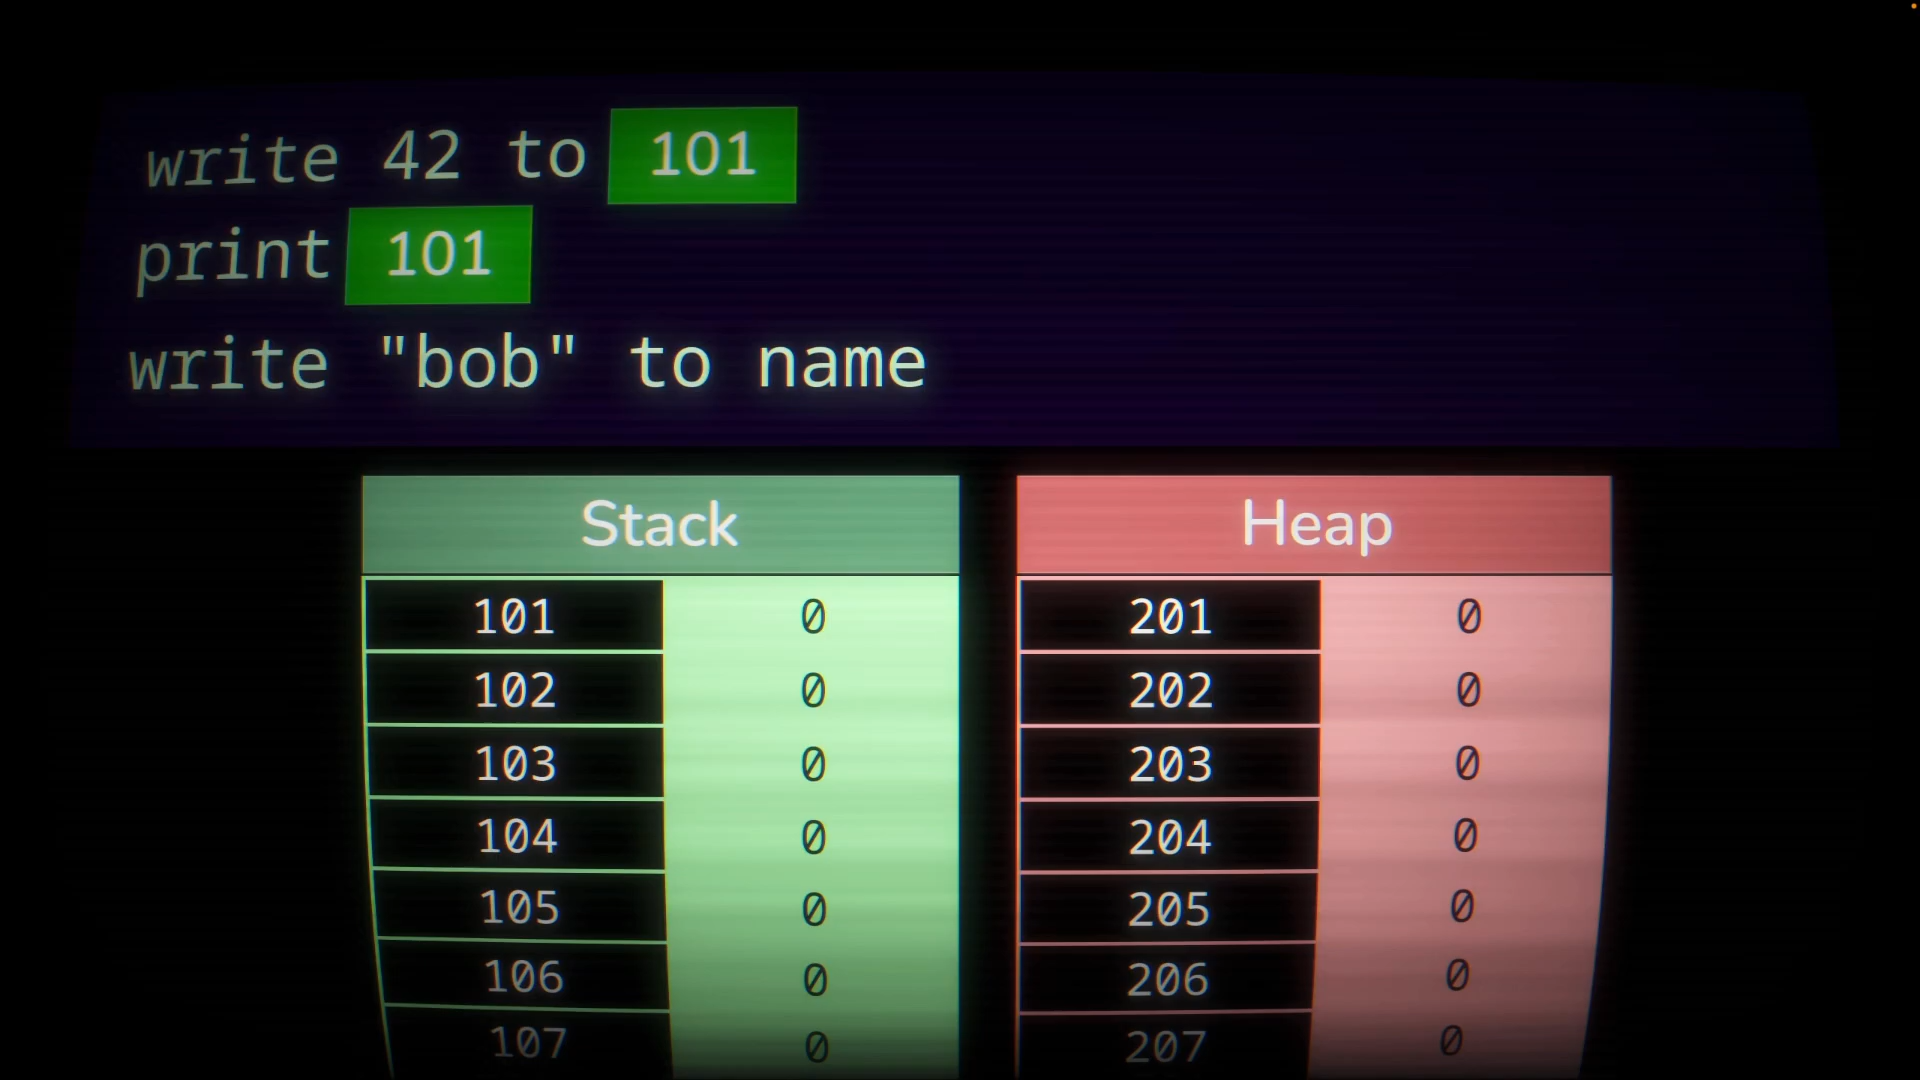 write 42 to 101
print 101
write "bob" to name
Stack
101 0
102 0
103 0
104 0
105 0
106 0
107 0
Heap
201 0
202 0
203 0
204 0
205 0
206 0
207 0